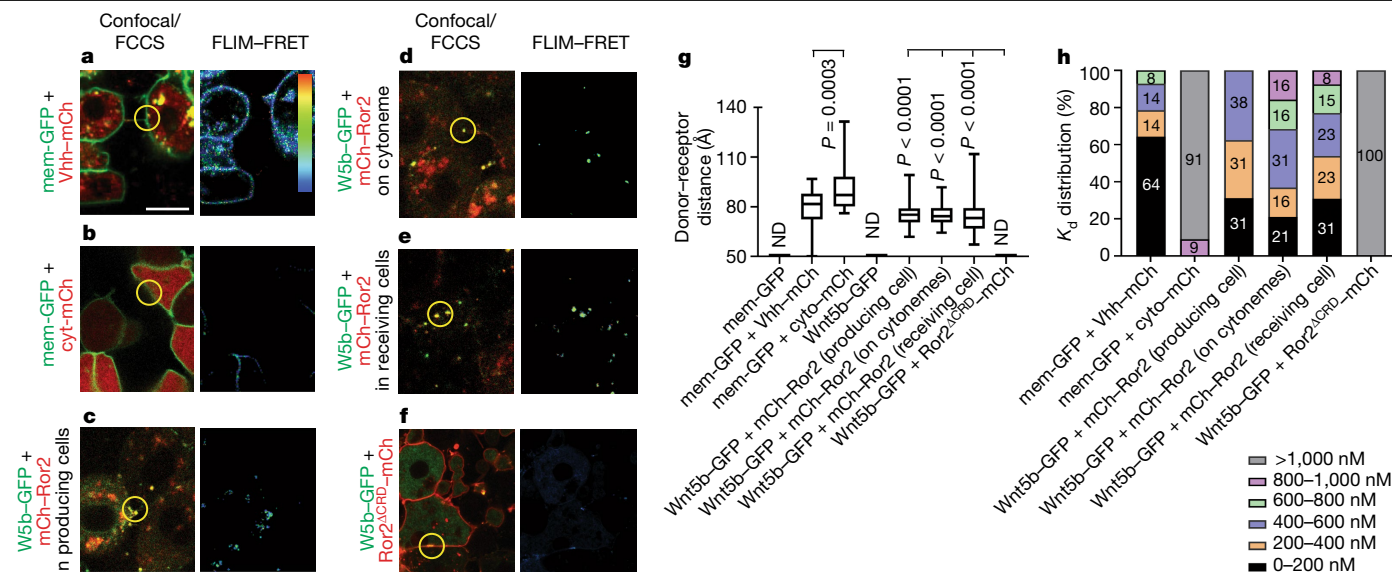 Confocal/
FCCS
FLIM–FRET
a
mem-GFP +
Vhh–mCh
b
mem-GFP +
cyt-mCh
c
W5b–GFP +
mCh–Ror2
n producing cells
Confocal/
FCCS
FLIM–FRET
d
W5b–GFP +
mCh–Ror2
on cytoneme
e
W5b–GFP +
mCh–Ror2
in receiving cells
f
W5b–GFP +
Ror2ΔCRD–mCh
g
Donor–receptor
distance (Å)
140
110
80
50
ND
P = 0.0003
ND
P < 0.0001
P < 0.0001
P < 0.0001
ND
mem-GFP
mem-GFP + Vhh–mCh
mem-GFP + cyto-mCh
Wnt5b–GFP
Wnt5b–GFP + mCh–Ror2 (producing cell)
Wnt5b–GFP + mCh–Ror2 (on cytonemes)
Wnt5b–GFP + mCh–Ror2 (receiving cell)
Wnt5b–GFP + Ror2ΔCRD–mCh
h
Kd distribution (%)
100
80
60
40
20
0
8
14
14
64
91
9
38
31
31
16
16
31
16
21
8
15
23
23
31
100
mem-GFP + Vhh–mCh
mem-GFP + cyto-mCh
Wnt5b–GFP + mCh–Ror2 (producing cell)
Wnt5b–GFP + mCh–Ror2 (on cytonemes)
Wnt5b–GFP + mCh–Ror2 (receiving cell)
Wnt5b–GFP + Ror2ΔCRD–mCh
>1,000 nM
800–1,000 nM
600–800 nM
400–600 nM
200–400 nM
0–200 nM